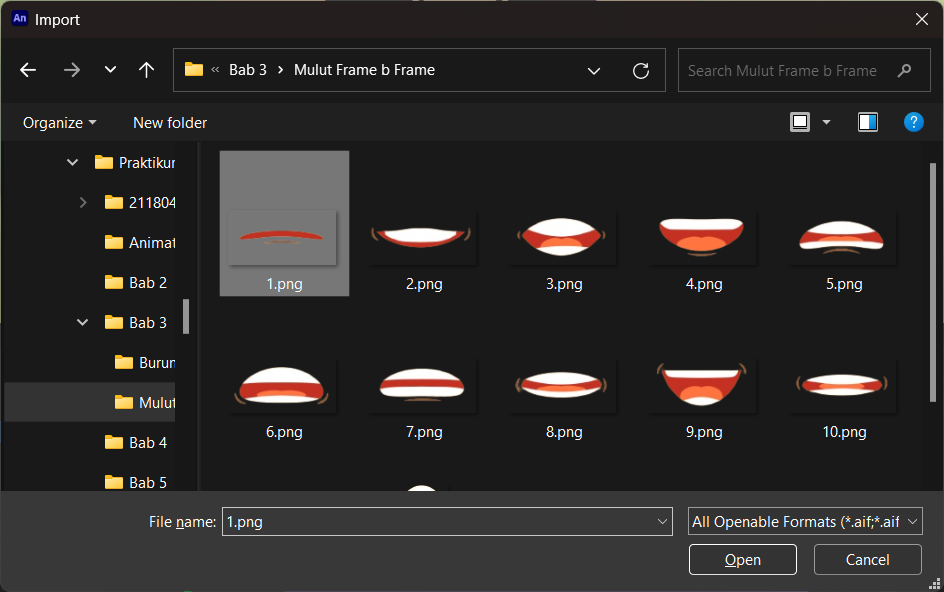 An Import
« Bab 3 > Mulut Frame b Frame
Search Mulut Frame b Frame
Organize
New folder
?
Praktikur
211804
Animat
Bab 2
Bab 3
Burun
Mulut
Bab 4
Bab 5
1.png
2.png
3.png
4.png
5.png
6.png
7.png
8.png
9.png
10.png
File name:
1.png
All Openable Formats (*.aif;*.aif
Open
Cancel